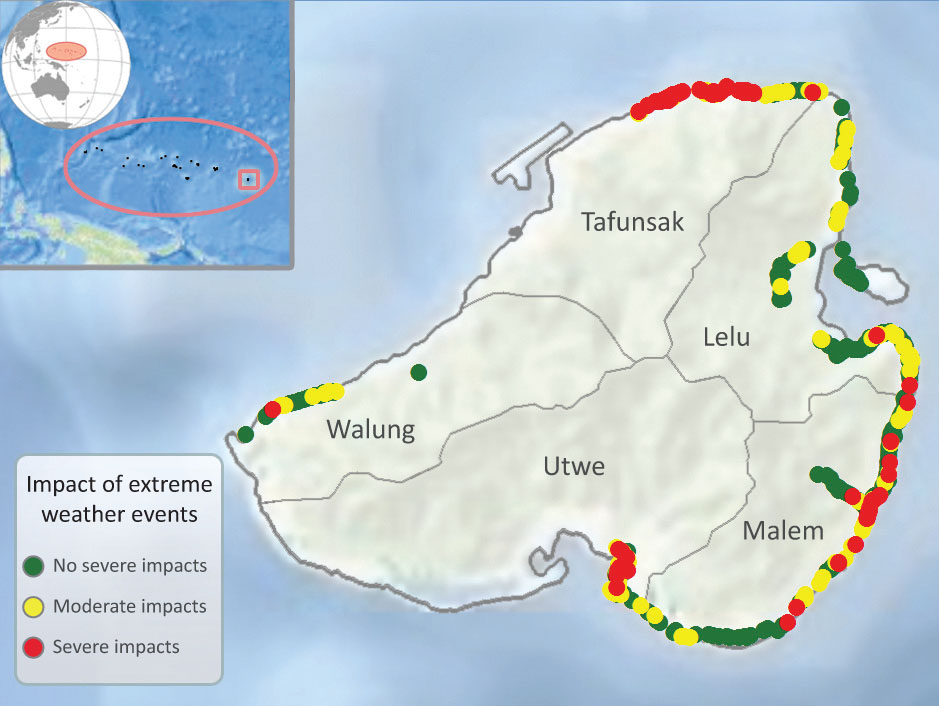 Tafunsak
Lelu
Walung
Utwe
Malem
Impact of extreme
weather events
No severe impacts
Moderate impacts
Severe impacts